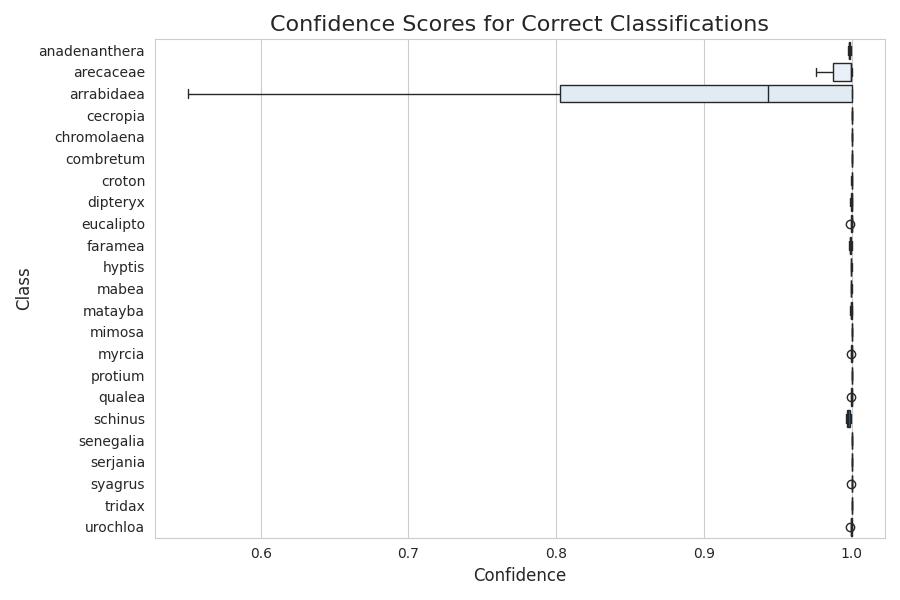 Confidence Scores for Correct Classifications
anadenanthera
arecaceae
arrabidaea
cecropia
chromolaena
combretum
croton
dipteryx
eucalipto
faramea
hyptis
mabea
matayba
mimosa
myrcia
protium
qualea
schinus
senegalia
serjania
syagrus
tridax
urochloa
Class
0.6 0.7 0.8 0.9 1.0
Confidence